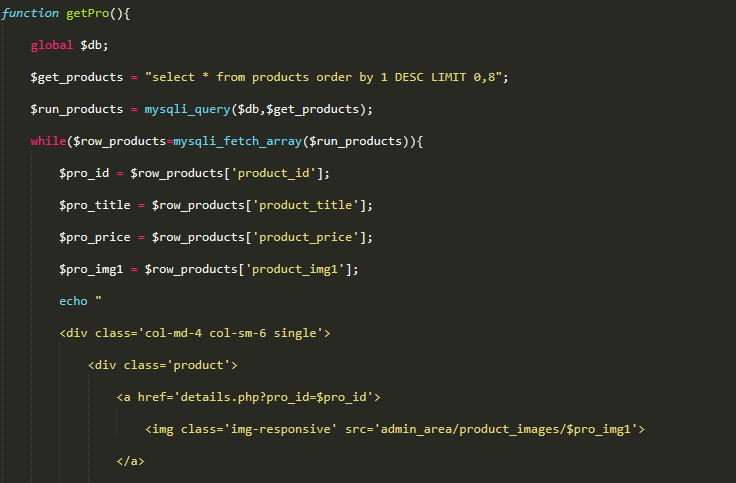 function getPro(){
global $db;
$get_products = "select * from products order by 1 DESC LIMIT 0,8";
$run_products = mysqli_query($db,$get_products);
while($row_products=mysqli_fetch_array($run_products)){
$pro_id = $row_products['product_id'];
$pro_title = $row_products['product_title'];
$pro_price = $row_products['product_price'];
$pro_img1 = $row_products['product_img1'];
echo "
<div class='col-md-4 col-sm-6 single'>
<div class='product'>
<a href='details.php?pro_id=$pro_id'>
<img class='img-responsive' src='admin_area/product_images/$pro_img1'>
</a>